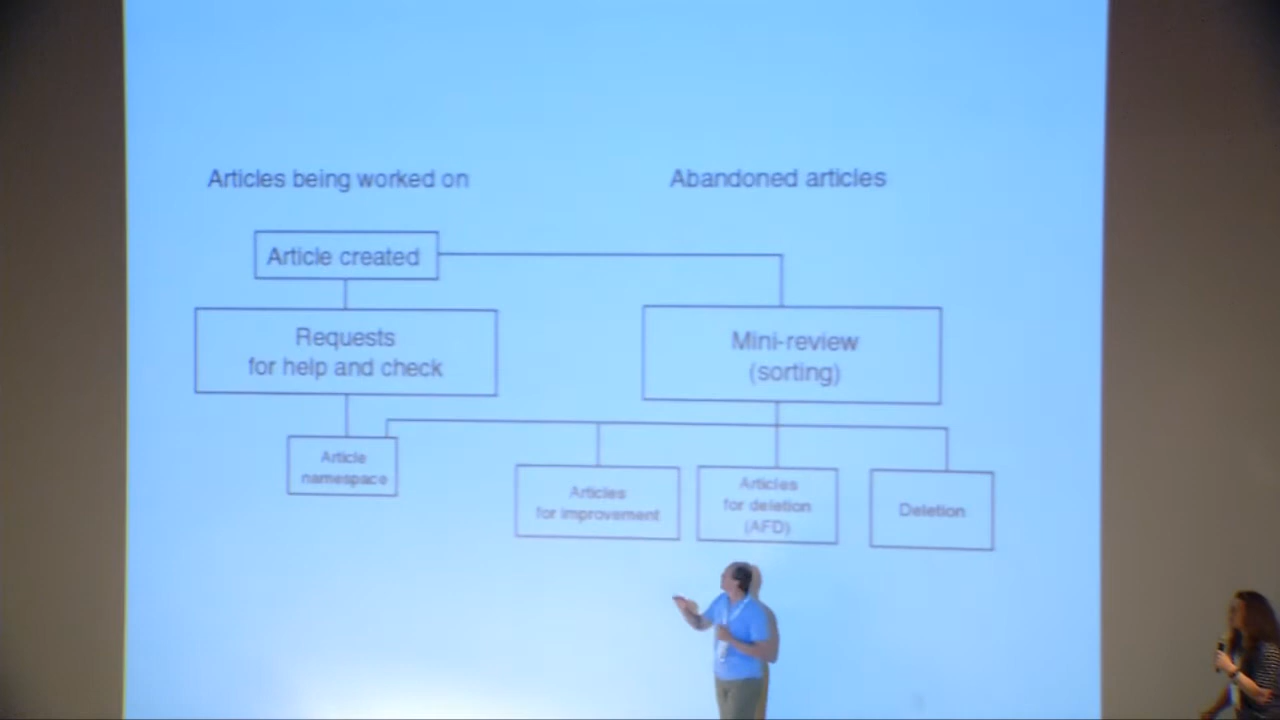 Articles being worked on
Abandoned articles
Article created
Requests
for help and check
Mini-review
(sorting)
Article
namespace
Articles
for improvement
Articles
for deletion
(AFD)
Deletion